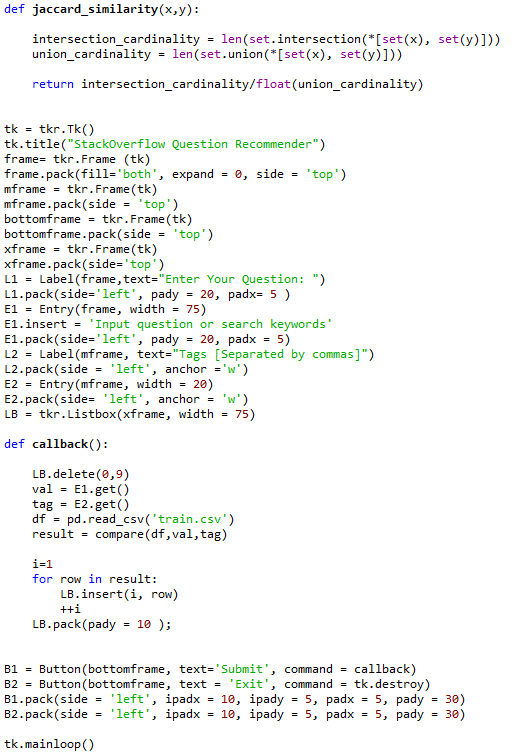 def jaccard_similarity(x,y):
    intersection_cardinality = len(set.intersection(*[set(x), set(y)]))
    union_cardinality = len(set.union(*[set(x), set(y)]))
    return intersection_cardinality/float(union_cardinality)
tk = tkr.Tk()
tk.title("StackOverflow Question Recommender")
frame= tkr.Frame (tk)
frame.pack(fill='both', expand = 0, side = 'top')
mframe = tkr.Frame(tk)
mframe.pack(side = 'top')
bottomframe = tkr.Frame(tk)
bottomframe.pack(side = 'top')
xframe = tkr.Frame(tk)
xframe.pack(side='top')
L1 = Label(frame,text="Enter Your Question: ")
L1.pack(side='left', pady = 20, padx= 5 )
E1 = Entry(frame, width = 75)
E1.insert = 'Input question or search keywords'
E1.pack(side='left', pady = 20, padx = 5)
L2 = Label(mframe, text="Tags [Separated by commas]")
L2.pack(side = 'left', anchor ='w')
E2 = Entry(mframe, width = 20)
E2.pack(side= 'left', anchor = 'w')
LB = tkr.Listbox(xframe, width = 75)
def callback():
    LB.delete(0,9)
    val = E1.get()
    tag = E2.get()
    df = pd.read_csv('train.csv')
    result = compare(df,val,tag)
    i=1
    for row in result:
        LB.insert(i, row)
        ++i
    LB.pack(pady = 10 );
B1 = Button(bottomframe, text='Submit', command = callback)
B2 = Button(bottomframe, text = 'Exit', command = tk.destroy)
B1.pack(side = 'left', ipadx = 10, ipady = 5, padx = 5, pady = 30)
B2.pack(side = 'left', ipadx = 10, ipady = 5, padx = 5, pady = 30)
tk.mainloop()